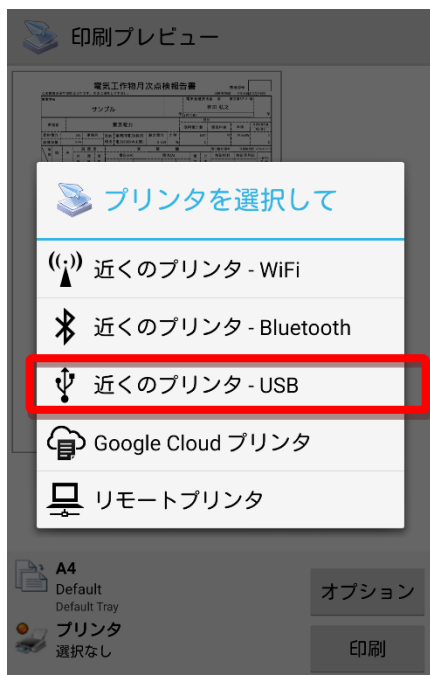 印刷プレビュー
電気工作物月次点検報告書
サンプル
東京電力
プリンタを選択して
近くのプリンタ - WiFi
近くのプリンタ - Bluetooth
近くのプリンタ - USB
Google Cloud プリンタ
リモートプリンタ
A4
Default
Default Tray
オプション
プリンタ
選択なし
印刷